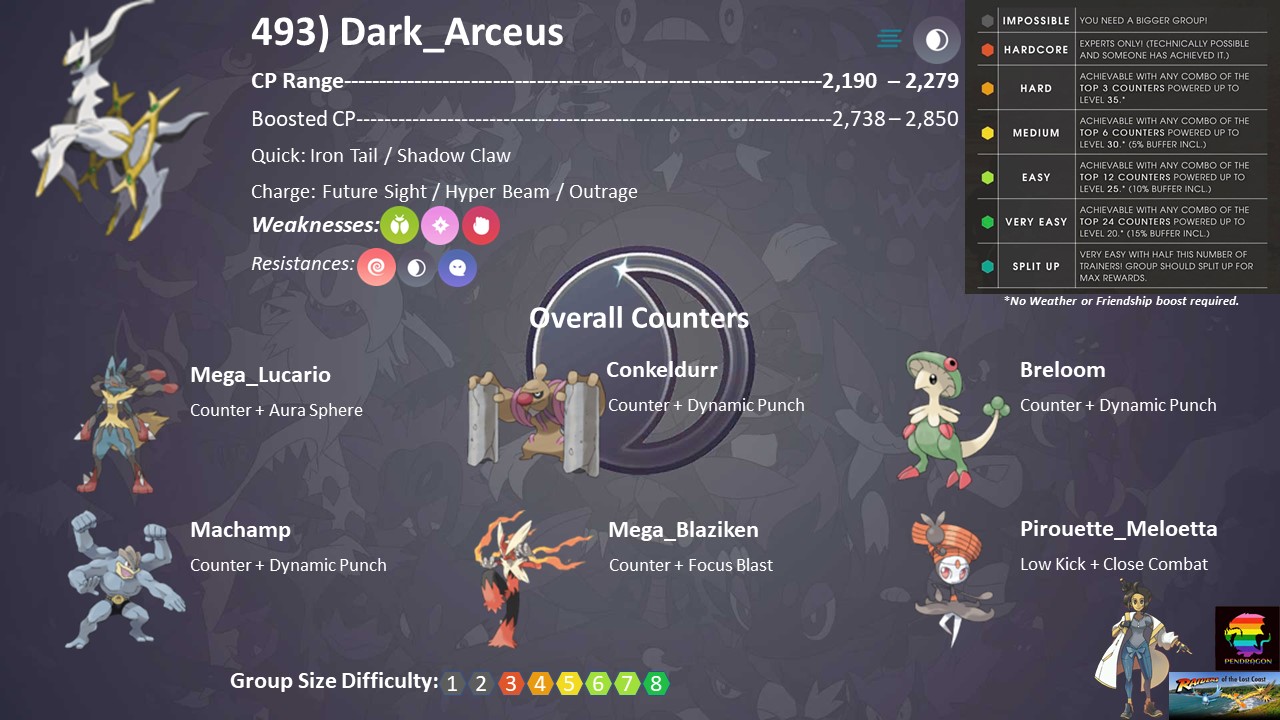 493) Dark_Arceus
CP Range--------------------------------------------------------------------2,190 – 2,279
Boosted CP--------------------------------------------------------------------2,738 – 2,850
Quick: Iron Tail / Shadow Claw
Charge: Future Sight / Hyper Beam / Outrage
Weaknesses:
Resistances:
IMPOSSIBLE YOU NEED A BIGGER GROUP!
HARDCORE EXPERTS ONLY! (TECHNICALLY POSSIBLE
AND SOMEONE HAS ACHIEVED IT.)
HARD ACHIEVABLE WITH ANY COMBO OF THE
TOP 3 COUNTERS POWERED UP TO
LEVEL 35.*
MEDIUM ACHIEVABLE WITH ANY COMBO OF THE
TOP 6 COUNTERS POWERED UP TO
LEVEL 30.* (5% BUFFER INCL.)
EASY ACHIEVABLE WITH ANY COMBO OF THE
TOP 12 COUNTERS POWERED UP TO
LEVEL 25.* (10% BUFFER INCL.)
VERY EASY ACHIEVABLE WITH ANY COMBO OF THE
TOP 24 COUNTERS POWERED UP TO
LEVEL 20.* (15% BUFFER INCL.)
SPLIT UP VERY EASY WITH HALF THIS NUMBER OF
TRAINERS! GROUP SHOULD SPLIT UP FOR
MAX REWARDS.
*No Weather or Friendship boost required.
Overall Counters
Mega_Lucario
Counter + Aura Sphere
Conkeldurr
Counter + Dynamic Punch
Breloom
Counter + Dynamic Punch
Machamp
Counter + Dynamic Punch
Mega_Blaziken
Counter + Focus Blast
Pirouette_Meloetta
Low Kick + Close Combat
Group Size Difficulty: 1 2 3 4 5 6 7 8
PENDRAGON
RAIDERS of the Lost Coast